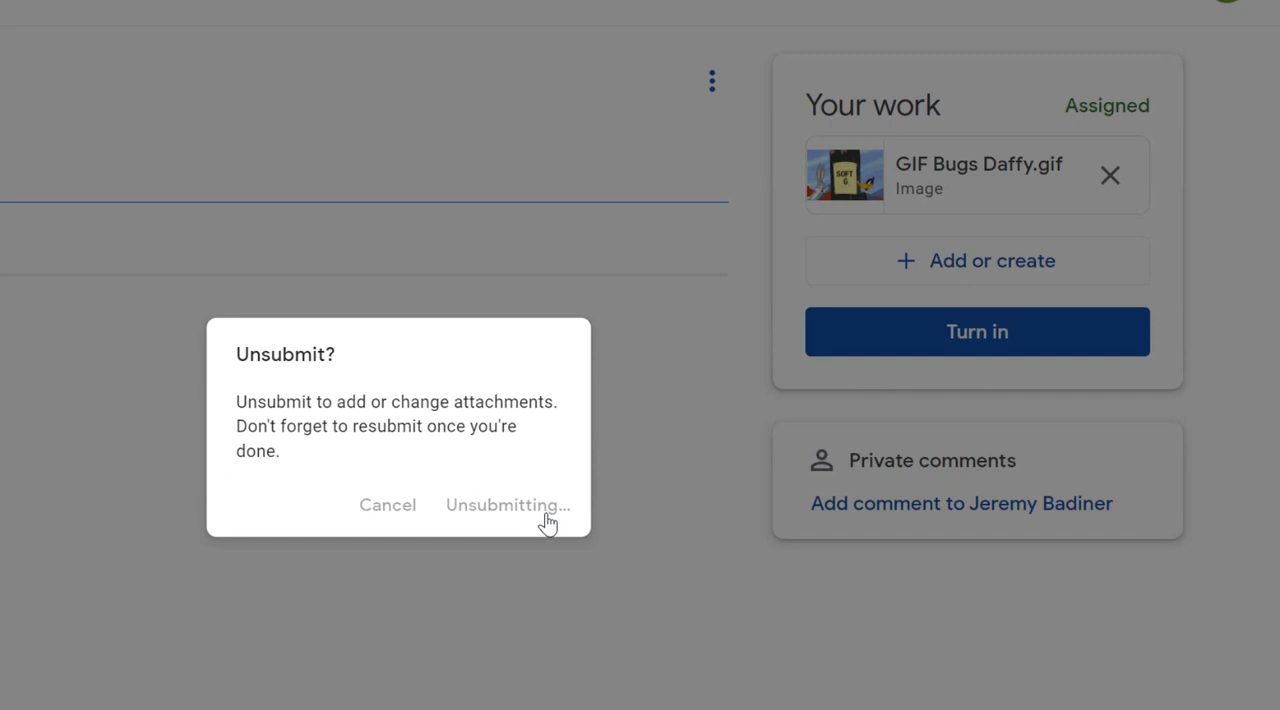 Your work
Assigned
SOFT
G
GIF Bugs Daffy.gif
Image
Add or create
Turn in
Unsubmit?
Unsubmit to add or change attachments.
Don't forget to resubmit once you're
done.
Cancel
Unsubmitting...
Private comments
Add comment to Jeremy Badiner